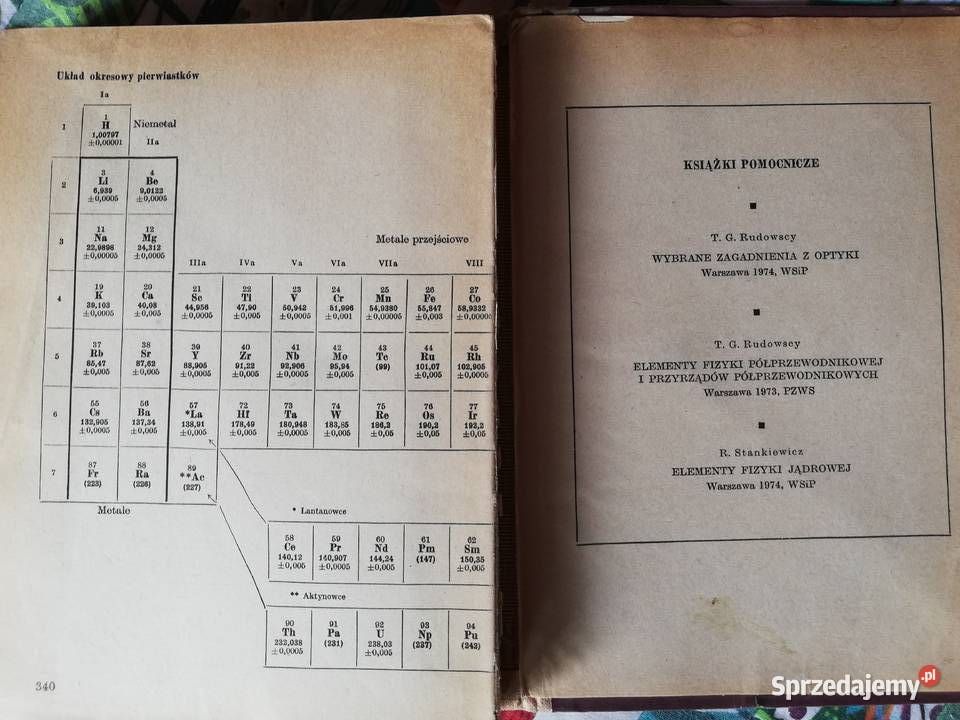 Układ okresowy pierwiastków
Ia
1
1
H
1,00797
±0,00001
Niemetal
IIa
2
3
Li
6,939
±0,0005
4
Be
9,0122
±0,0005
3
11
Na
22,9898
±0,00005
12
Mg
24,312
±0,0005
Metale przejściowe
IIIa IVa Va VIa VIIa VIII
4
19 20 21 22 23 24 25 26 27
K Ca Sc Ti V Cr Mn Fe Co
39,103 40,08 44,956 47,90 50,942 51,996 54,9380 55,847 58,9332
±0,0005 ±0,005 ±0,0005 ±0,005 ±0,0005 ±0,001 ±0,00005 ±0,003 ±0,0000
5
37 38 39 40 41 42 43 44 45
Rb Sr Y Zr Nb Mo Tc Ru Rh
85,47 87,62 88,905 91,22 92,906 95,94 (99) 101,07 102,905
±0,005 ±0,005 ±0,0005 ±0,005 ±0,0005 ±0,005 ±0,005 ±0,0005
6
55 56 57 72 73 74 75 76 77
Cs Ba *La Hf Ta W Re Os Ir
132,905 137,34 138,91 178,49 180,948 183,85 186,2 190,2 192,2
±0,0005 ±0,005 ±0,005 ±0,005 ±0,0005 ±0,005 ±0,05 ±0,05 ±0,05
7
87 88 89
Fr Ra **Ac
(223) (226) (227)
Metale
* Lantanowce
58 59 60 61 62
Ce Pr Nd Pm Sm
140,12 140,907 144,24 (147) 150,35
±0,005 ±0,0005 ±0,005 ±0,005
** Aktynowce
90 91 92 93 94
Th Pa U Np Pu
232,038 (231) 238,03 (237) (242)
±0,0005 ±0,005
340
KSIĄŻKI POMOCNICZE
T. G. Rudowscy
WYBRANE ZAGADNIENIA Z OPTYKI
Warszawa 1974, WSiP
T. G. Rudowscy
ELEMENTY FIZYKI PÓŁPRZEWODNIKOWEJ
I PRZYRZĄDÓW PÓŁPRZEWODNIKOWYCH
Warszawa 1973, PZWS
R. Stankiewicz
ELEMENTY FIZYKI JĄDROWEJ
Warszawa 1974, WSiP
Sprzedajemy.pl